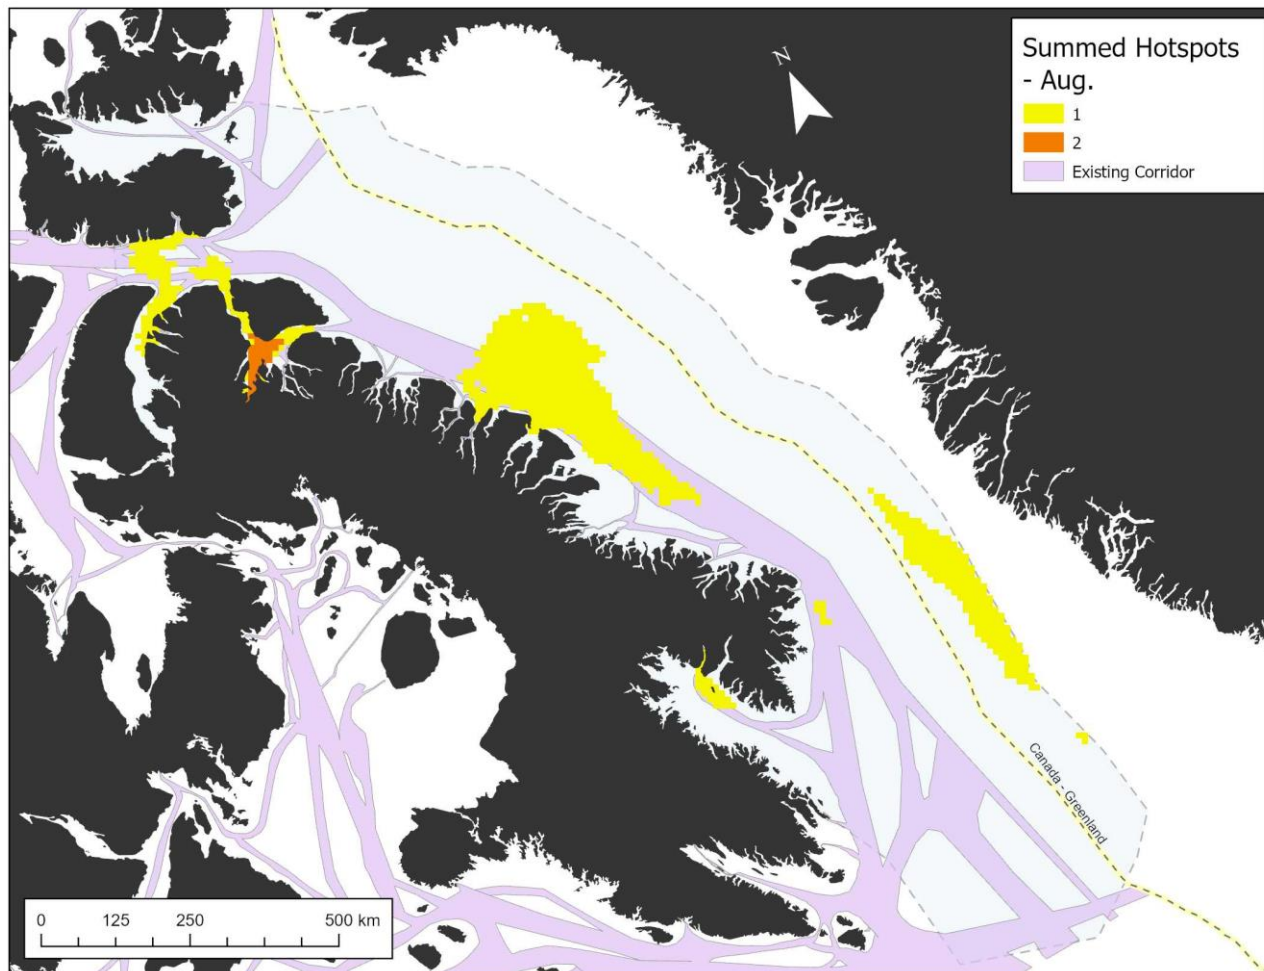 Summed Hotspots
- Aug.
1
2
Existing Corridor
N
Canada - Greenland
0 125 250 500 km